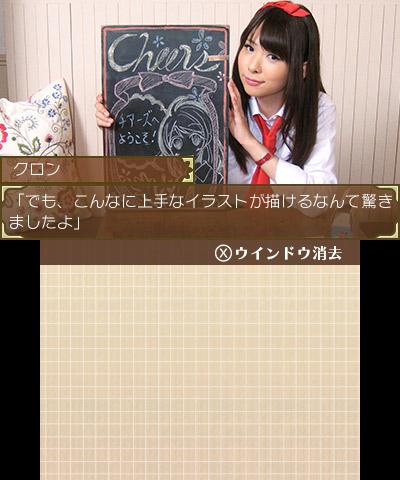 Cheers
チアーズへ
ようこそ!
クロン
「でも、こんなに上手なイラストが描けるなんて驚き
ましたよ」
Ⓧウインドウ消去